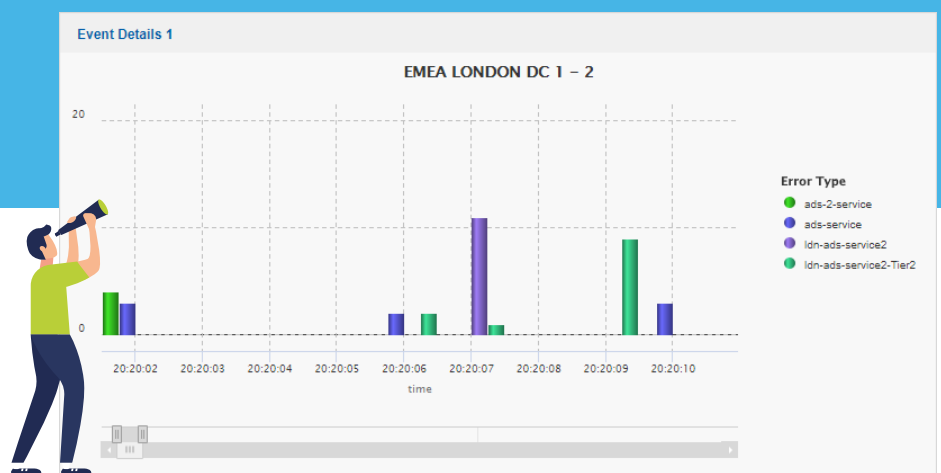 Event Details 1
EMEA LONDON DC 1 – 2
20
0
20:20:02 20:20:03 20:20:04 20:20:05 20:20:06 20:20:07 20:20:08 20:20:09 20:20:10
time
Error Type
ads-2-service
ads-service
ldn-ads-service2
ldn-ads-service2-Tier2